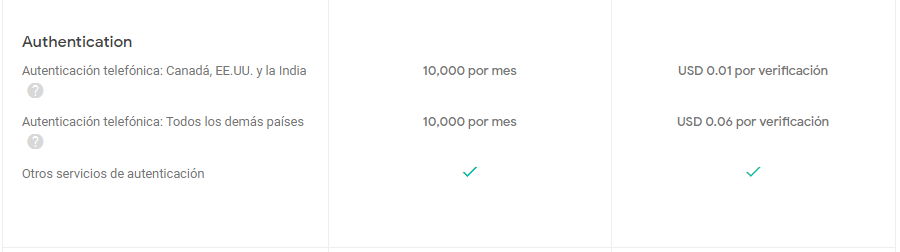 Authentication
Autenticación telefónica: Canadá, EE.UU. y la India
10,000 por mes
USD 0.01 por verificación
?
Autenticación telefónica: Todos los demás países
10,000 por mes
USD 0.06 por verificación
?
Otros servicios de autenticación